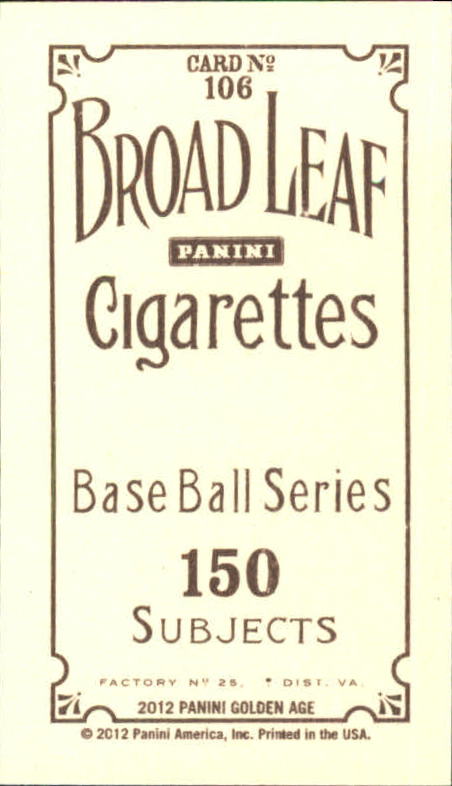 CARD Nº
106
BROAD LEAF
PANINI
Cigarettes
Base Ball Series
150
SUBJECTS
FACTORY Nº 25, DIST. VA.
2012 PANINI GOLDEN AGE
© 2012 Panini America, Inc. Printed in the USA.